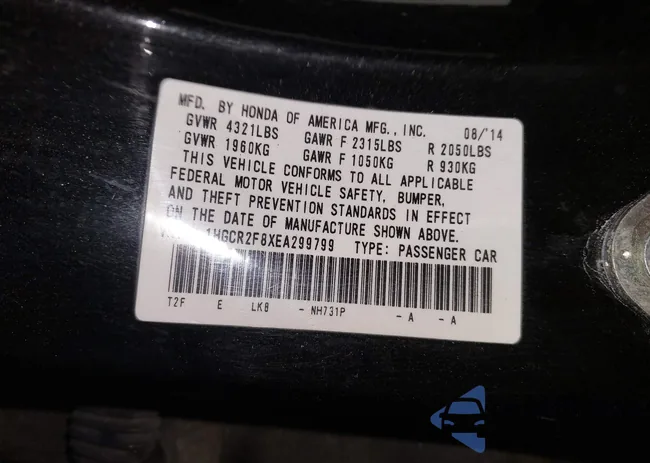 MFD. BY HONDA OF AMERICA MFG., INC. 08/'14
GVWR 4321LBS GAWR F 2315LBS R 2050LBS
GVWR 1960KG GAWR F 1050KG R 930KG
THIS VEHICLE CONFORMS TO ALL APPLICABLE
FEDERAL MOTOR VEHICLE SAFETY, BUMPER,
AND THEFT PREVENTION STANDARDS IN EFFECT
ON THE DATE OF MANUFACTURE SHOWN ABOVE.
1HGCR2F8XEA299799 TYPE: PASSENGER CAR
T2F E LK8 - NH731P - A - A